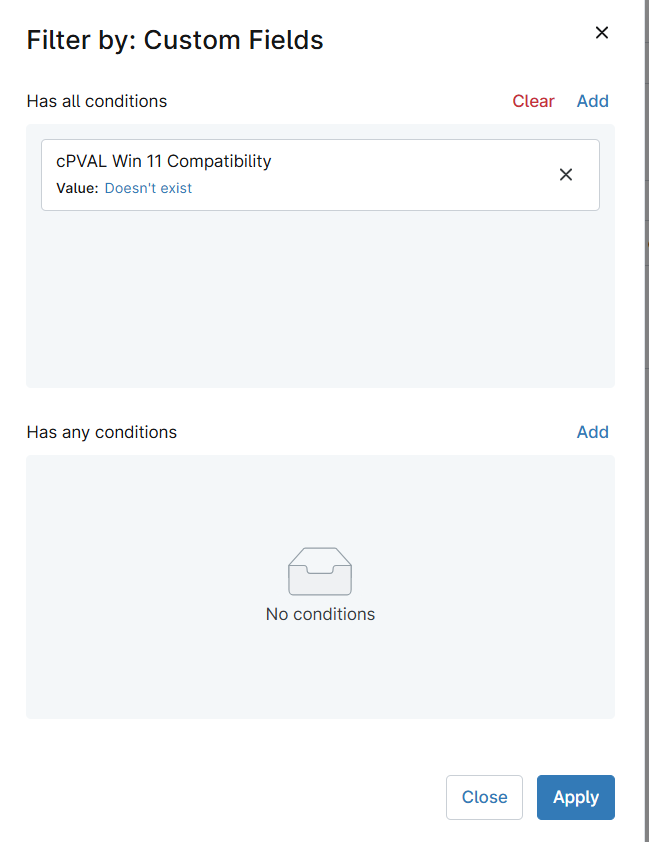 Filter by: Custom Fields
Has all conditions
Clear
Add
cPVAL Win 11 Compatibility
Value: Doesn't exist
Has any conditions
Add
No conditions
Close
Apply